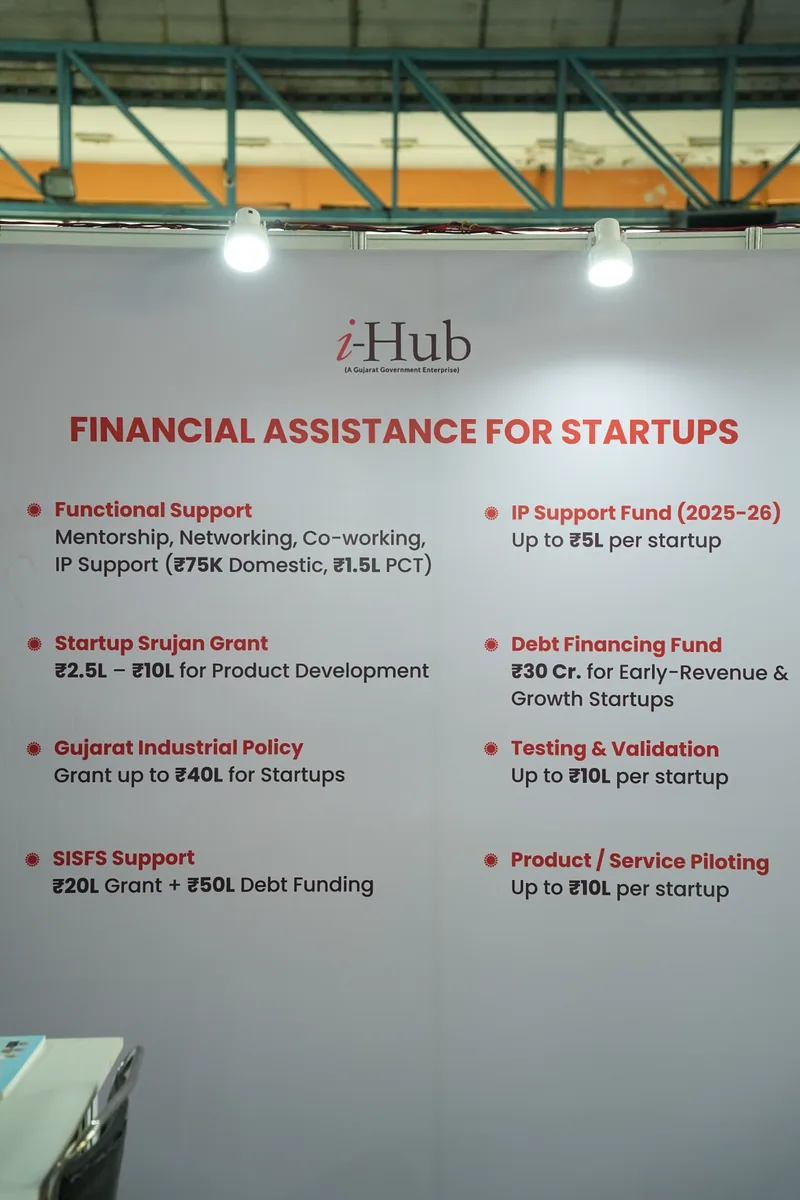 i-Hub
(A Gujarat Government Enterprise)
FINANCIAL ASSISTANCE FOR STARTUPS
Functional Support
Mentorship, Networking, Co-working,
IP Support (₹75K Domestic, ₹1.5L PCT)
Startup Srujan Grant
₹2.5L – ₹10L for Product Development
Gujarat Industrial Policy
Grant up to ₹40L for Startups
SISFS Support
₹20L Grant + ₹50L Debt Funding
IP Support Fund (2025-26)
Up to ₹5L per startup
Debt Financing Fund
₹30 Cr. for Early-Revenue &
Growth Startups
Testing & Validation
Up to ₹10L per startup
Product / Service Piloting
Up to ₹10L per startup